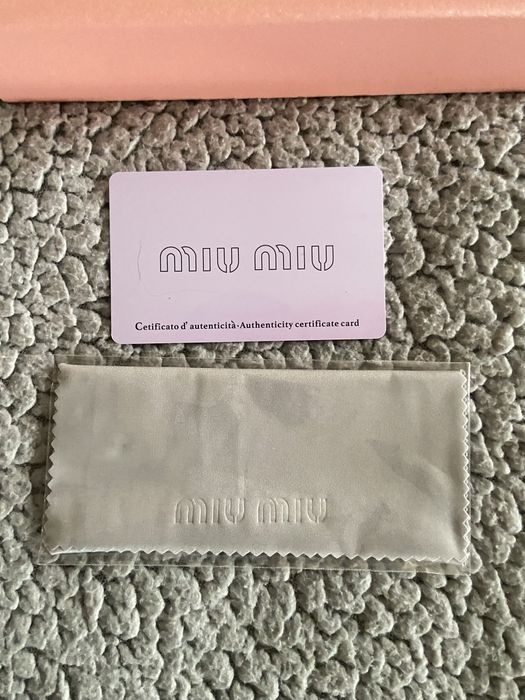 miu miu
Cetificato d' autenticità·Authenticity certificate card
miu miu